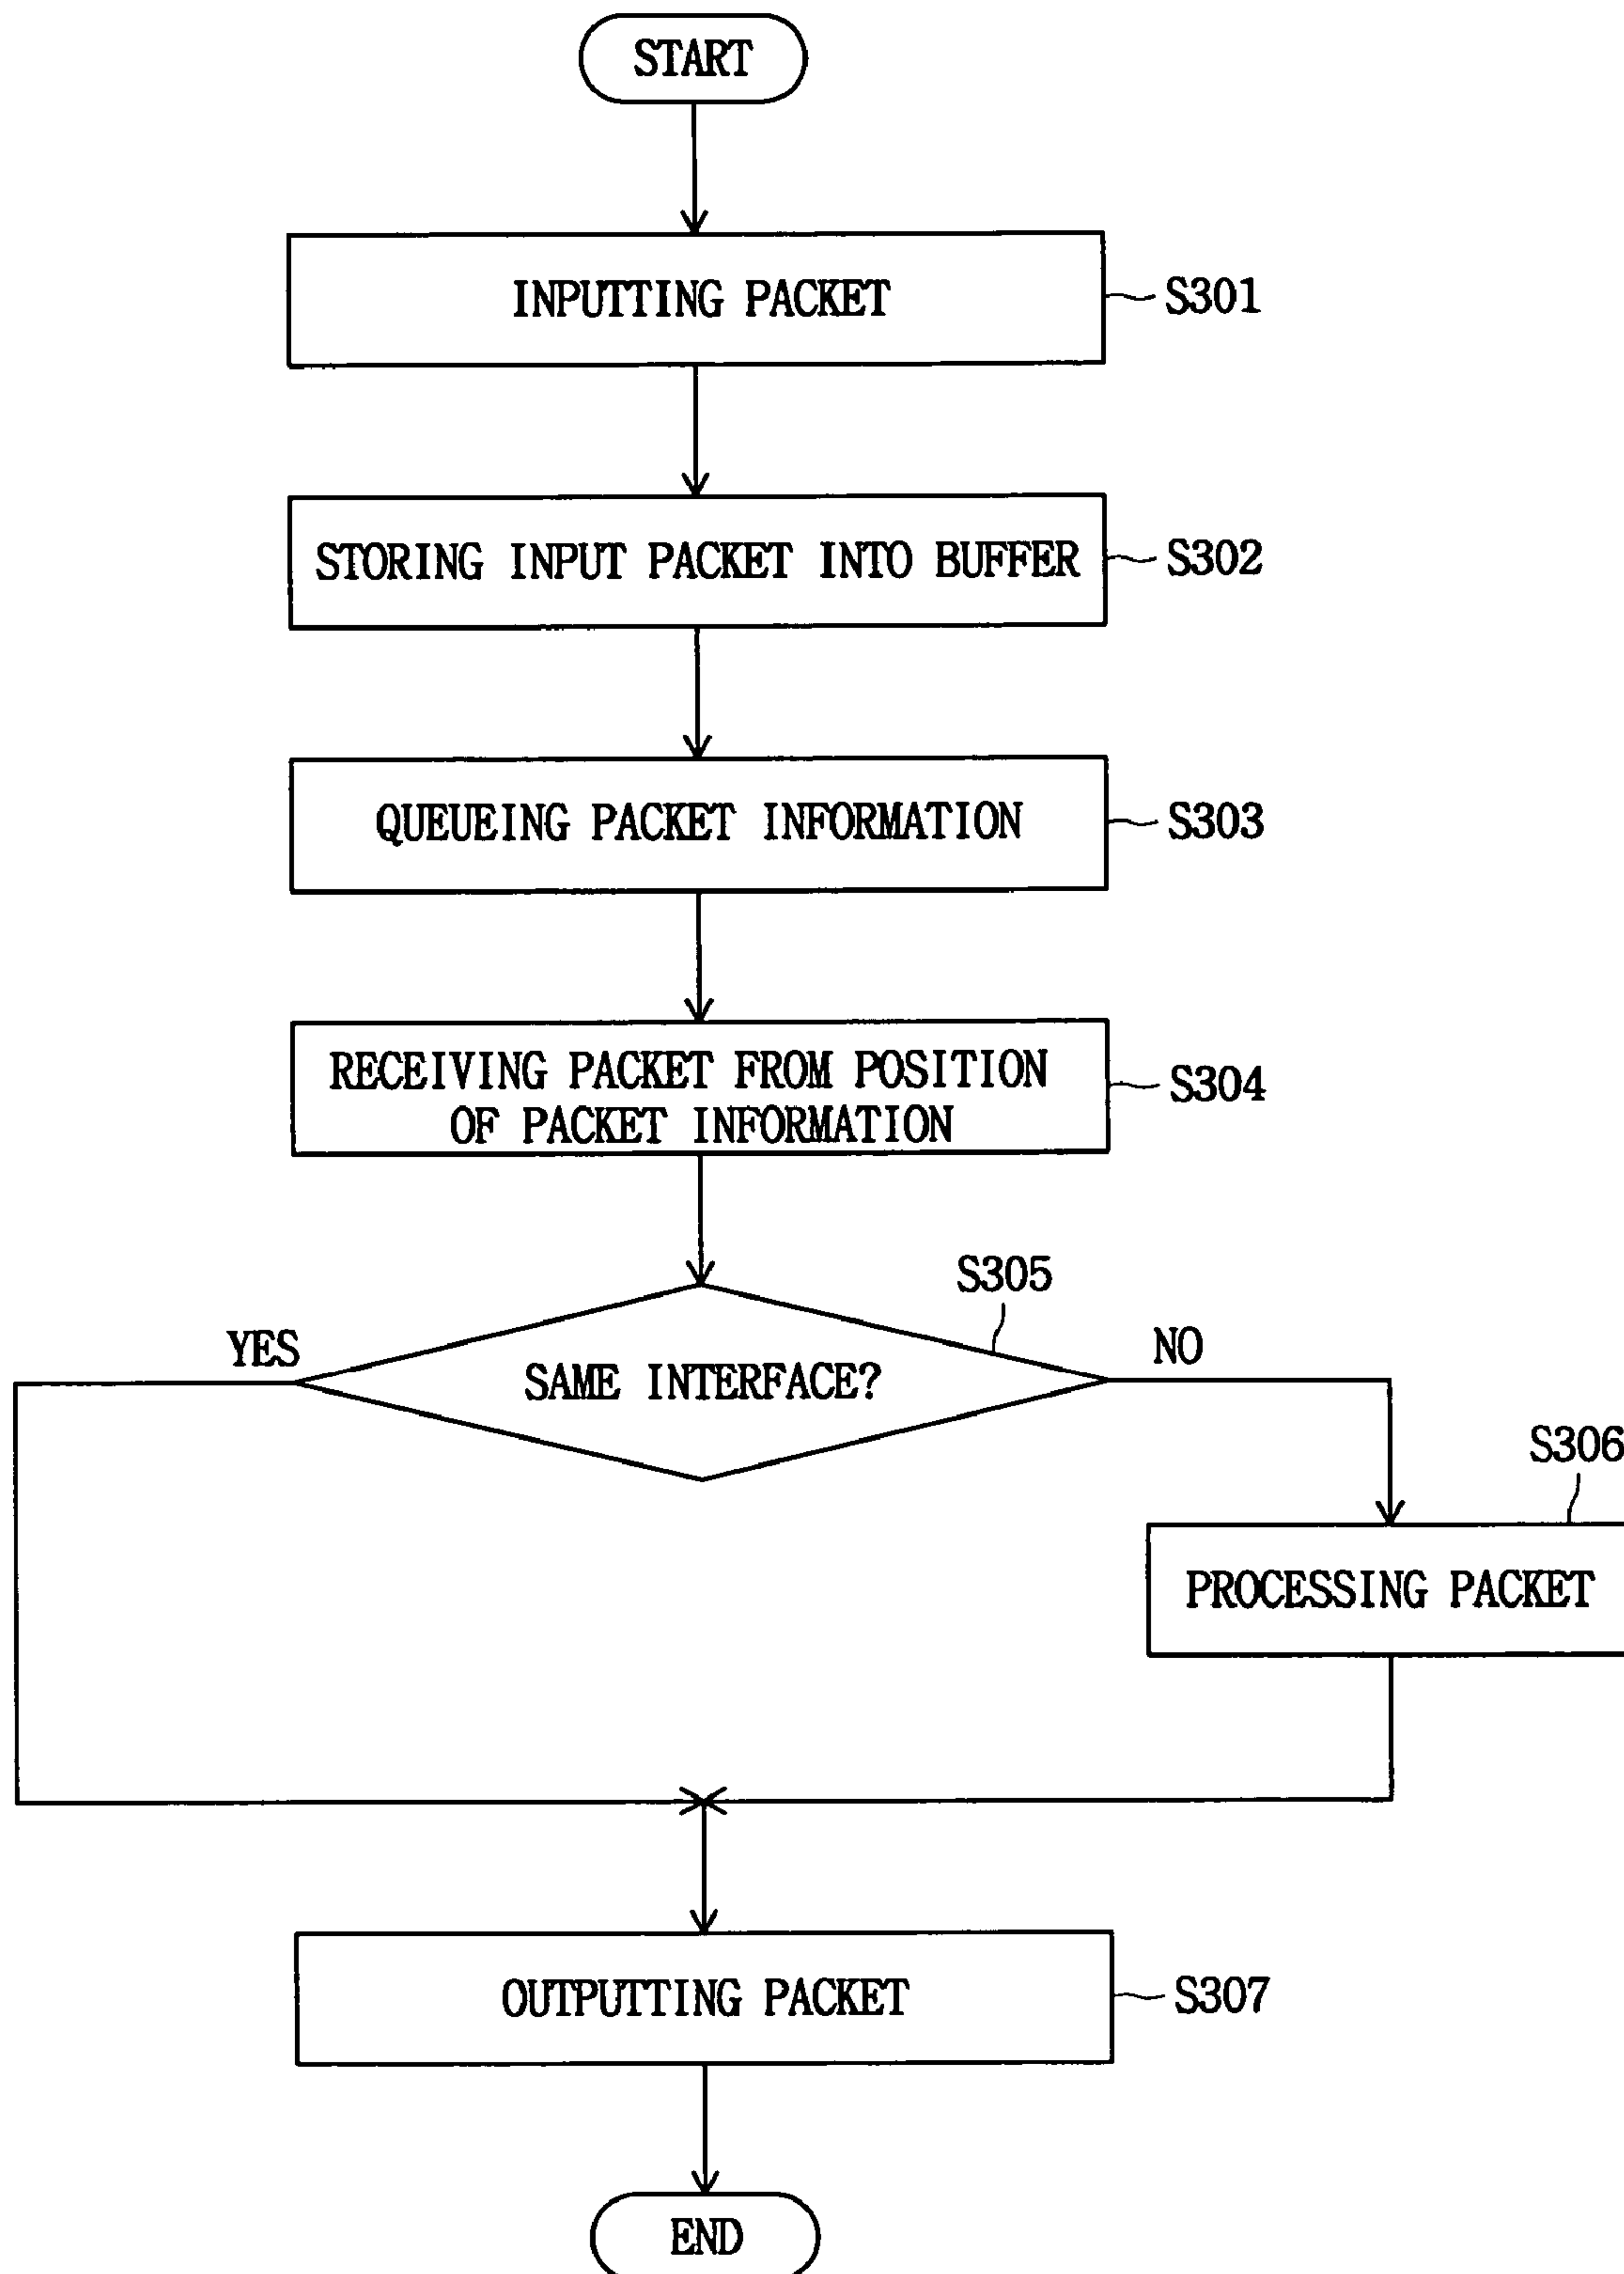 START
INPUTTING PACKET
S301
STORING INPUT PACKET INTO BUFFER
S302
QUEUEING PACKET INFORMATION
S303
RECEIVING PACKET FROM POSITION
OF PACKET INFORMATION
S304
S305
YES
SAME INTERFACE?
NO
S306
PROCESSING PACKET
OUTPUTTING PACKET
S307
END